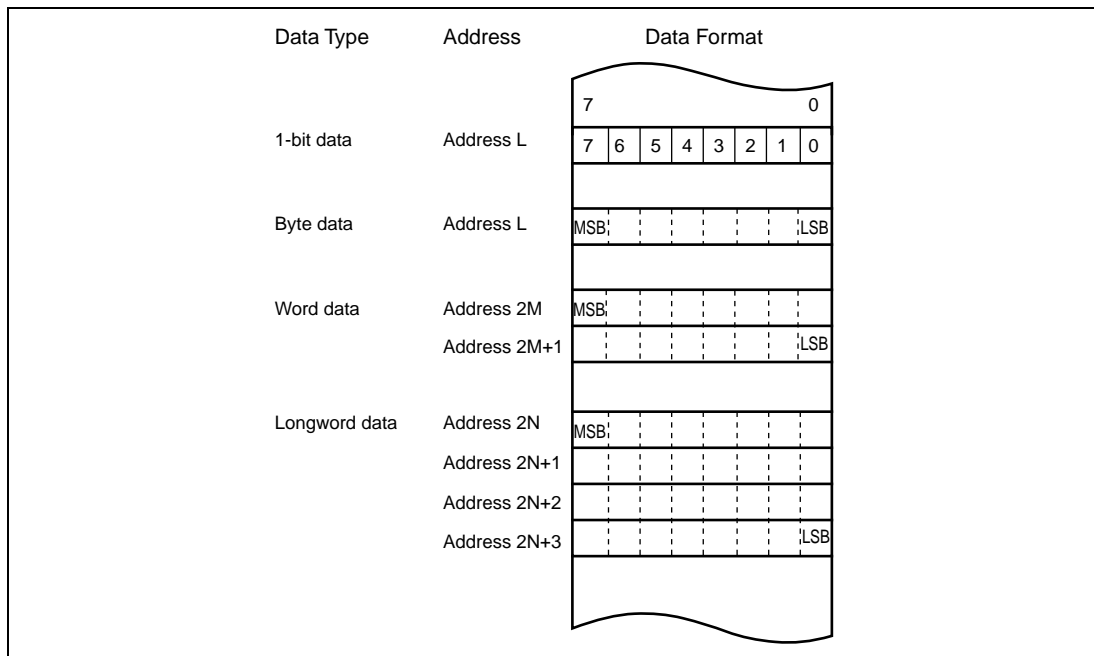 Data Type Address Data Format
7 0
1-bit data Address L 7 6 5 4 3 2 1 0
Byte data Address L MSB LSB
Word data Address 2M MSB
Address 2M+1 LSB
Longword data Address 2N MSB
Address 2N+1
Address 2N+2
Address 2N+3 LSB